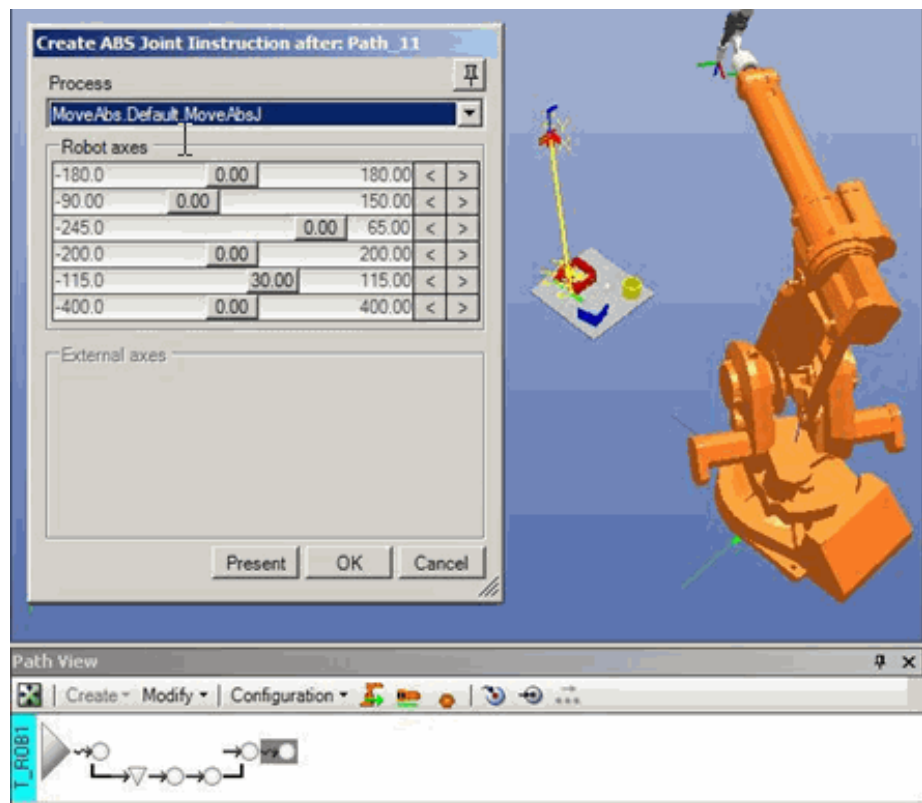 Create ABS Joint Iinstruction after: Path_11
Process
MoveAbs.Default.MoveAbsJ
Robot axes
-180.0 0.00 180.00 < >
-90.00 0.00 150.00 < >
-245.0 0.00 65.00 < >
-200.0 0.00 200.00 < >
-115.0 30.00 115.00 < >
-400.0 0.00 400.00 < >
External axes
Present OK Cancel
Path View
Create Modify Configuration
T_ROB1